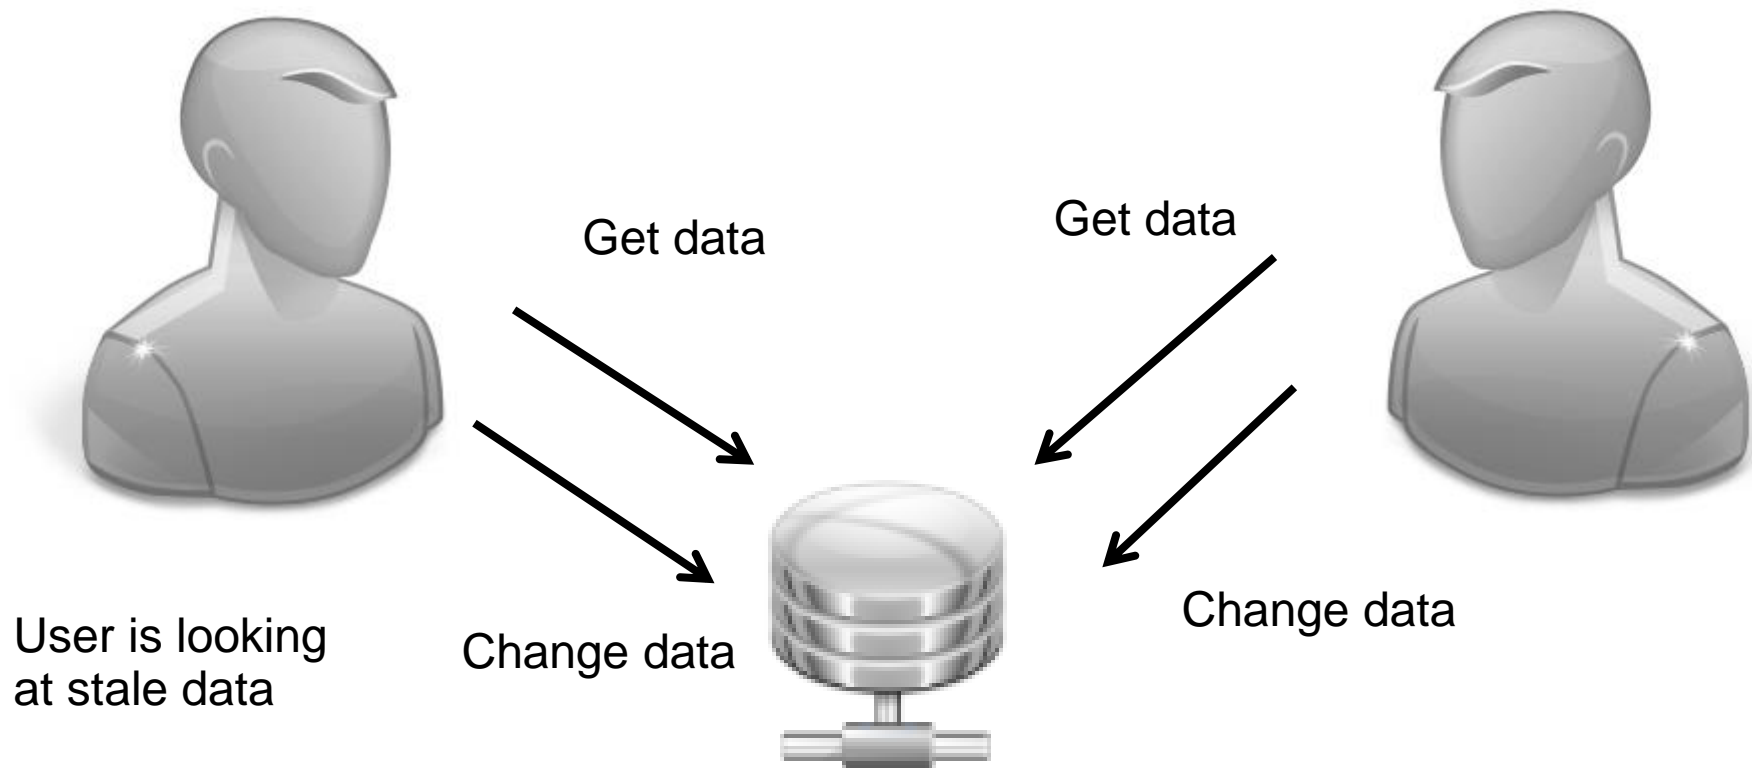 Get data
Get data
Change data
User is looking
at stale data
Change data